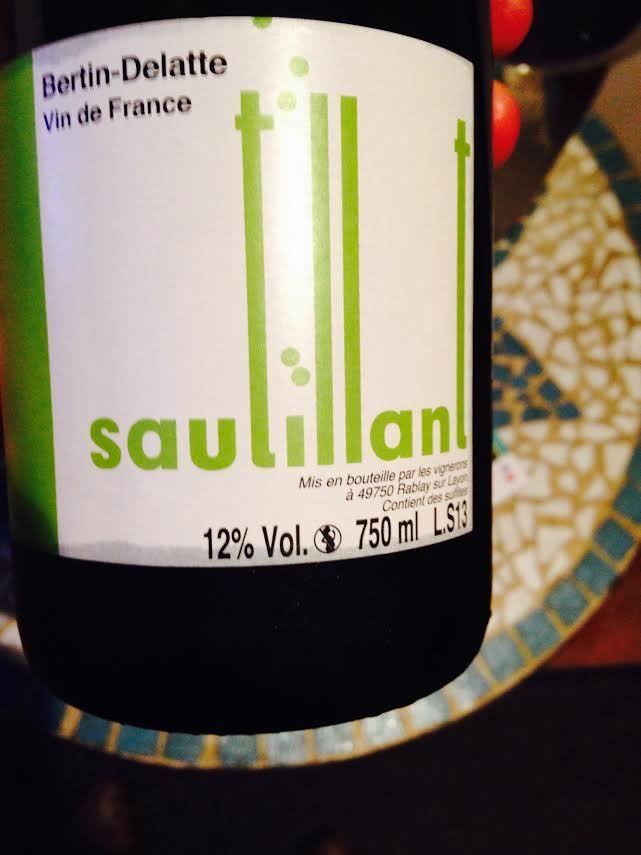 Bertin-Delatte
Vin de France
sautillant
Mis en bouteille par les vignerons
à 49750 Rablay sur Layon
Contient des sulfites
12% Vol. 750 ml L.S13